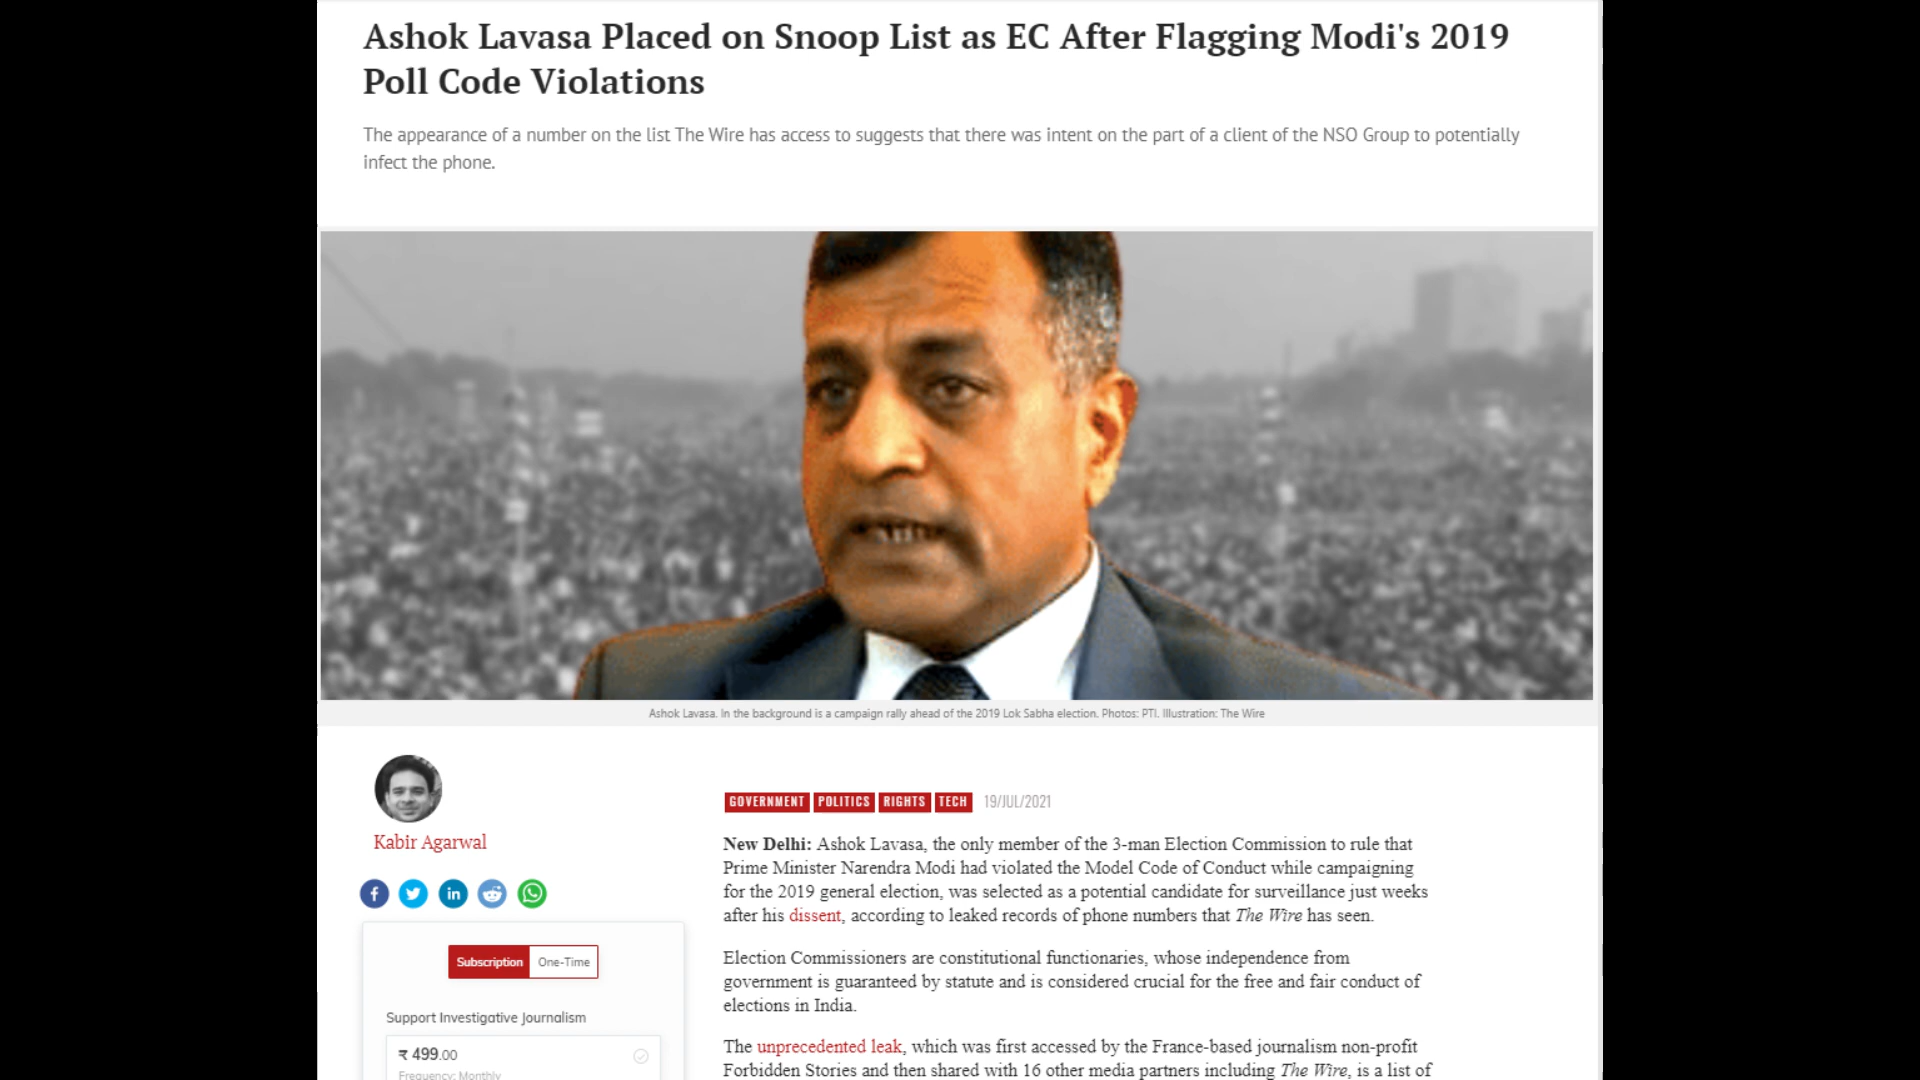 Ashok Lavasa Placed on Snoop List as EC After Flagging Modi's 2019
Poll Code Violations
The appearance of a number on the list The Wire has access to suggests that there was intent on the part of a client of the NSO Group to potentially
infect the phone.
Ashok Lavasa. In the background is a campaign rally ahead of the 2019 Lok Sabha election. Photos: PTI. Illustration: The Wire
Kabir Agarwal
Subscription One-Time
Support Investigative Journalism
₹ 499.00
Frequency: Monthly
GOVERNMENT POLITICS RIGHTS TECH 19/JUL/2021
New Delhi: Ashok Lavasa, the only member of the 3-man Election Commission to rule that
Prime Minister Narendra Modi had violated the Model Code of Conduct while campaigning
for the 2019 general election, was selected as a potential candidate for surveillance just weeks
after his dissent, according to leaked records of phone numbers that The Wire has seen.
Election Commissioners are constitutional functionaries, whose independence from
government is guaranteed by statute and is considered crucial for the free and fair conduct of
elections in India.
The unprecedented leak, which was first accessed by the France-based journalism non-profit
Forbidden Stories and then shared with 16 other media partners including The Wire, is a list of